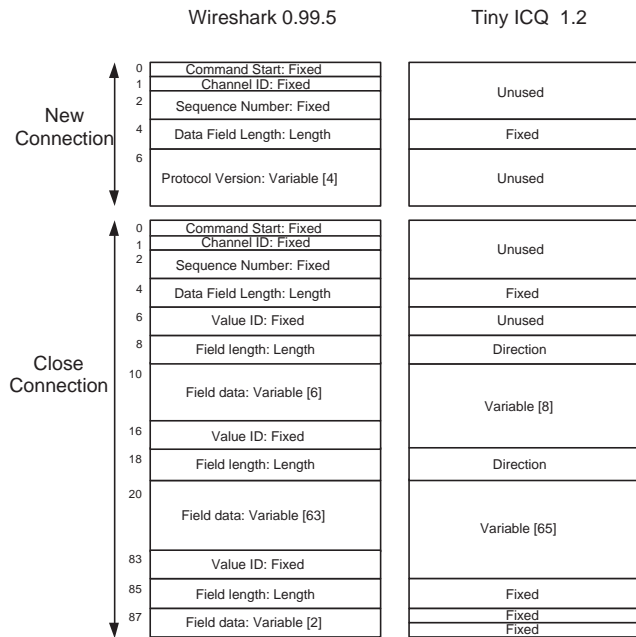 Wireshark 0.99.5 Tiny ICQ 1.2
0 Command Start: Fixed Unused
1 Channel ID: Fixed
2 Sequence Number: Fixed
New Connection
4 Data Field Length: Length Fixed
6 Protocol Version: Variable [4] Unused
0 Command Start: Fixed Unused
1 Channel ID: Fixed
2 Sequence Number: Fixed
4 Data Field Length: Length Fixed
6 Value ID: Fixed Unused
8 Field length: Length Direction
Close Connection
10 Field data: Variable [6] Variable [8]
16 Value ID: Fixed
18 Field length: Length Direction
20 Field data: Variable [63] Variable [65]
83 Value ID: Fixed
85 Field length: Length Fixed
87 Field data: Variable [2] Fixed
Fixed